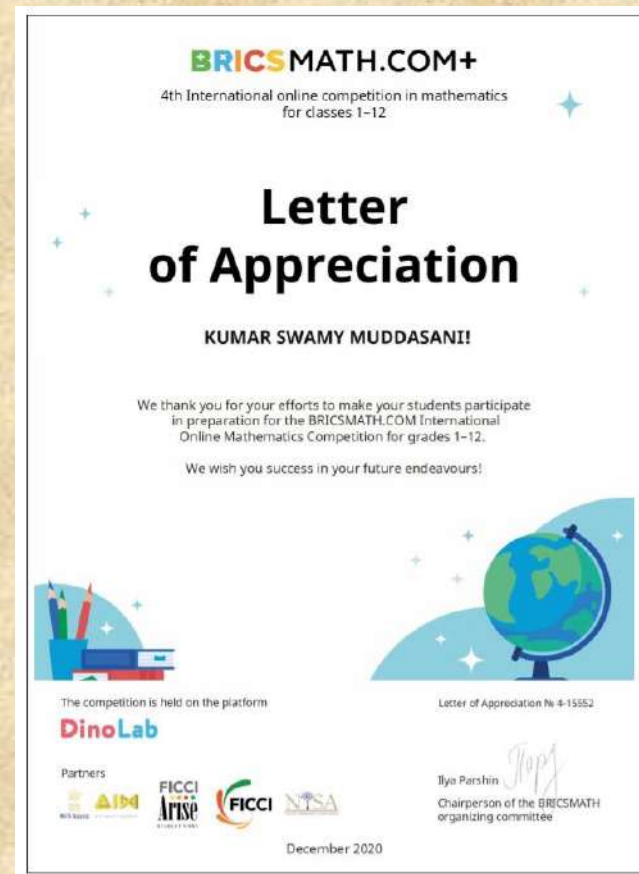 BRICSMATH.COM+
4th International online competition in mathematics
for classes 1–12
Letter
of Appreciation
KUMAR SWAMY MUDDASANI!
We thank you for your efforts to make your students participate
in preparation for the BRICSMATH.COM International
Online Mathematics Competition for grades 1–12.
We wish you success in your future endeavours!
The competition is held on the platform
DinoLab
Letter of Appreciation № 4-15552
Partners
AIM
FICCI
Arise
FICCI
NISA
Ilya Parshin
Chairperson of the BRICSMATH
organizing committee
December 2020